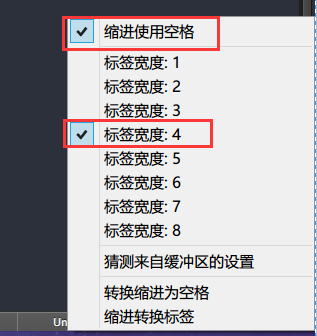 缩进使用空格
标签宽度: 1
标签宽度: 2
标签宽度: 3
标签宽度: 4
标签宽度: 5
标签宽度: 6
标签宽度: 7
标签宽度: 8
猜测来自缓冲区的设置
转换缩进为空格
缩进转换标签
Un